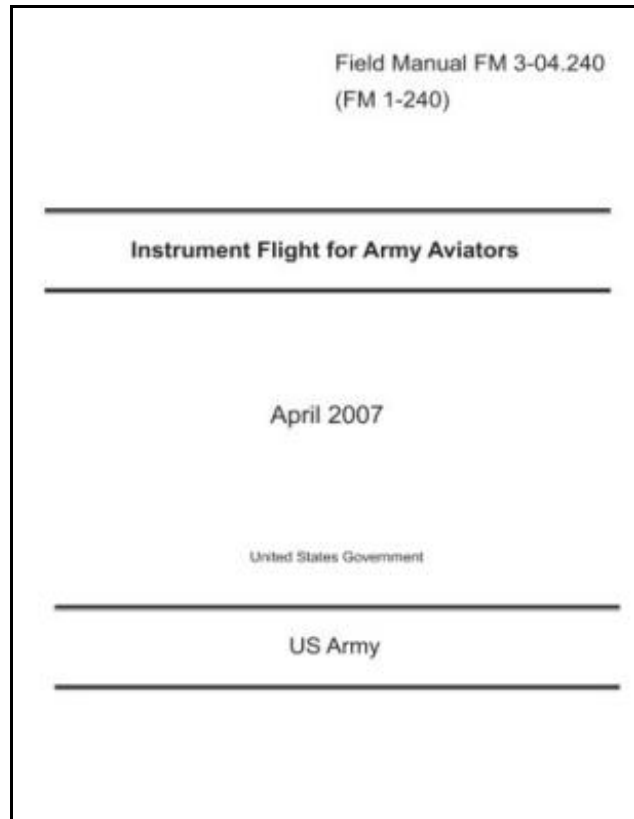 Field Manual FM 3-04.240
(FM 1-240)
Instrument Flight for Army Aviators
April 2007
United States Government
US Army